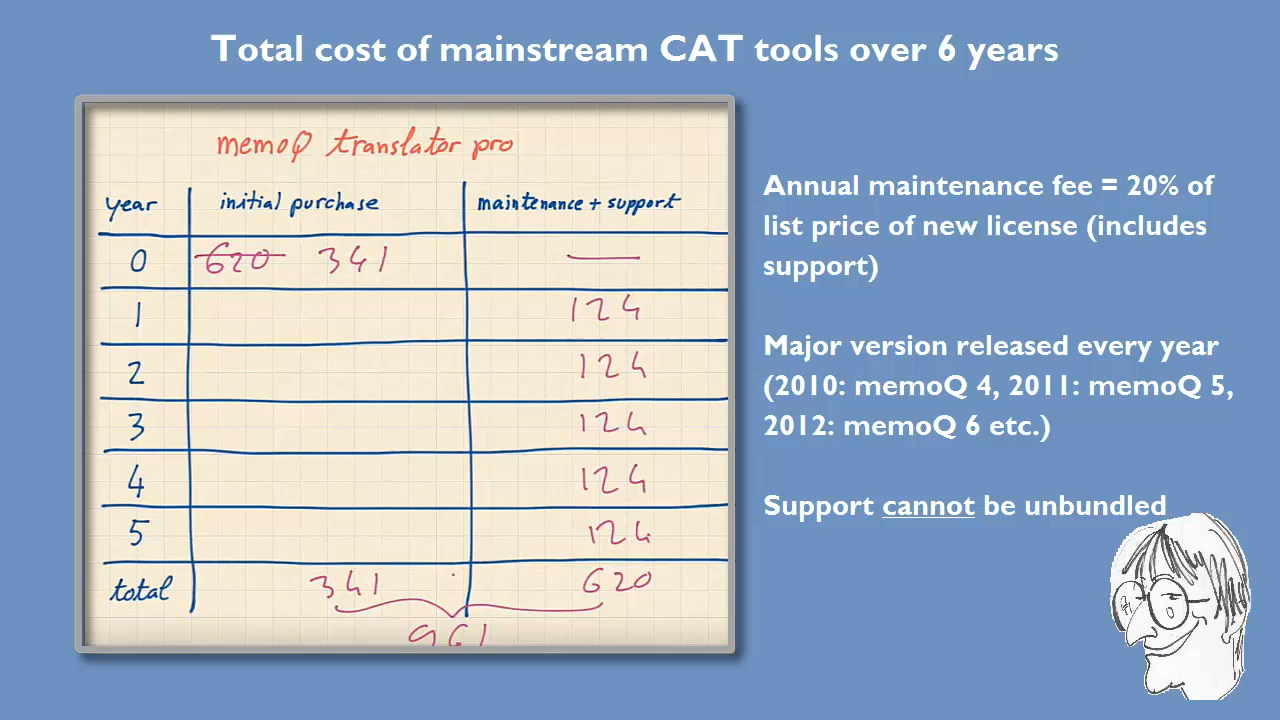 Total cost of mainstream CAT tools over 6 years
memoQ translator pro
year initial purchase maintenance + support
0 620 341 —
1 124
2 124
3 124
4 124
5 124
total 341 620
961
Annual maintenance fee = 20% of
list price of new license (includes
support)
Major version released every year
(2010: memoQ 4, 2011: memoQ 5,
2012: memoQ 6 etc.)
Support cannot be unbundled